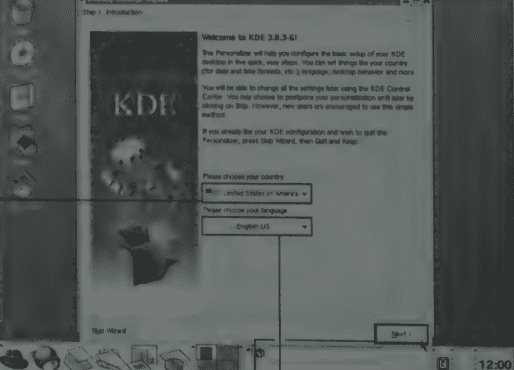 Step 1: Introduction
Welcome to KDE 3.0.3-6!
This Personalizer will help you configure the basic setup of your KDE
desktop in five quick, easy steps. You can set things like your country
(for date and time formats, etc.), language, desktop behavior and more
You will be able to change all the settings later using the KDE Control
Center. You may choose to postpone your personalization until later by
clicking on Skip. However, new users are encouraged to use this simple
method
If you already like your KDE configuration and wish to quit the
Personalizer, press Skip Wizard, then Quit and Keep
KDE
Please choose your country
United States of America
Please choose your language
English US
Skip Wizard
Next
12:00